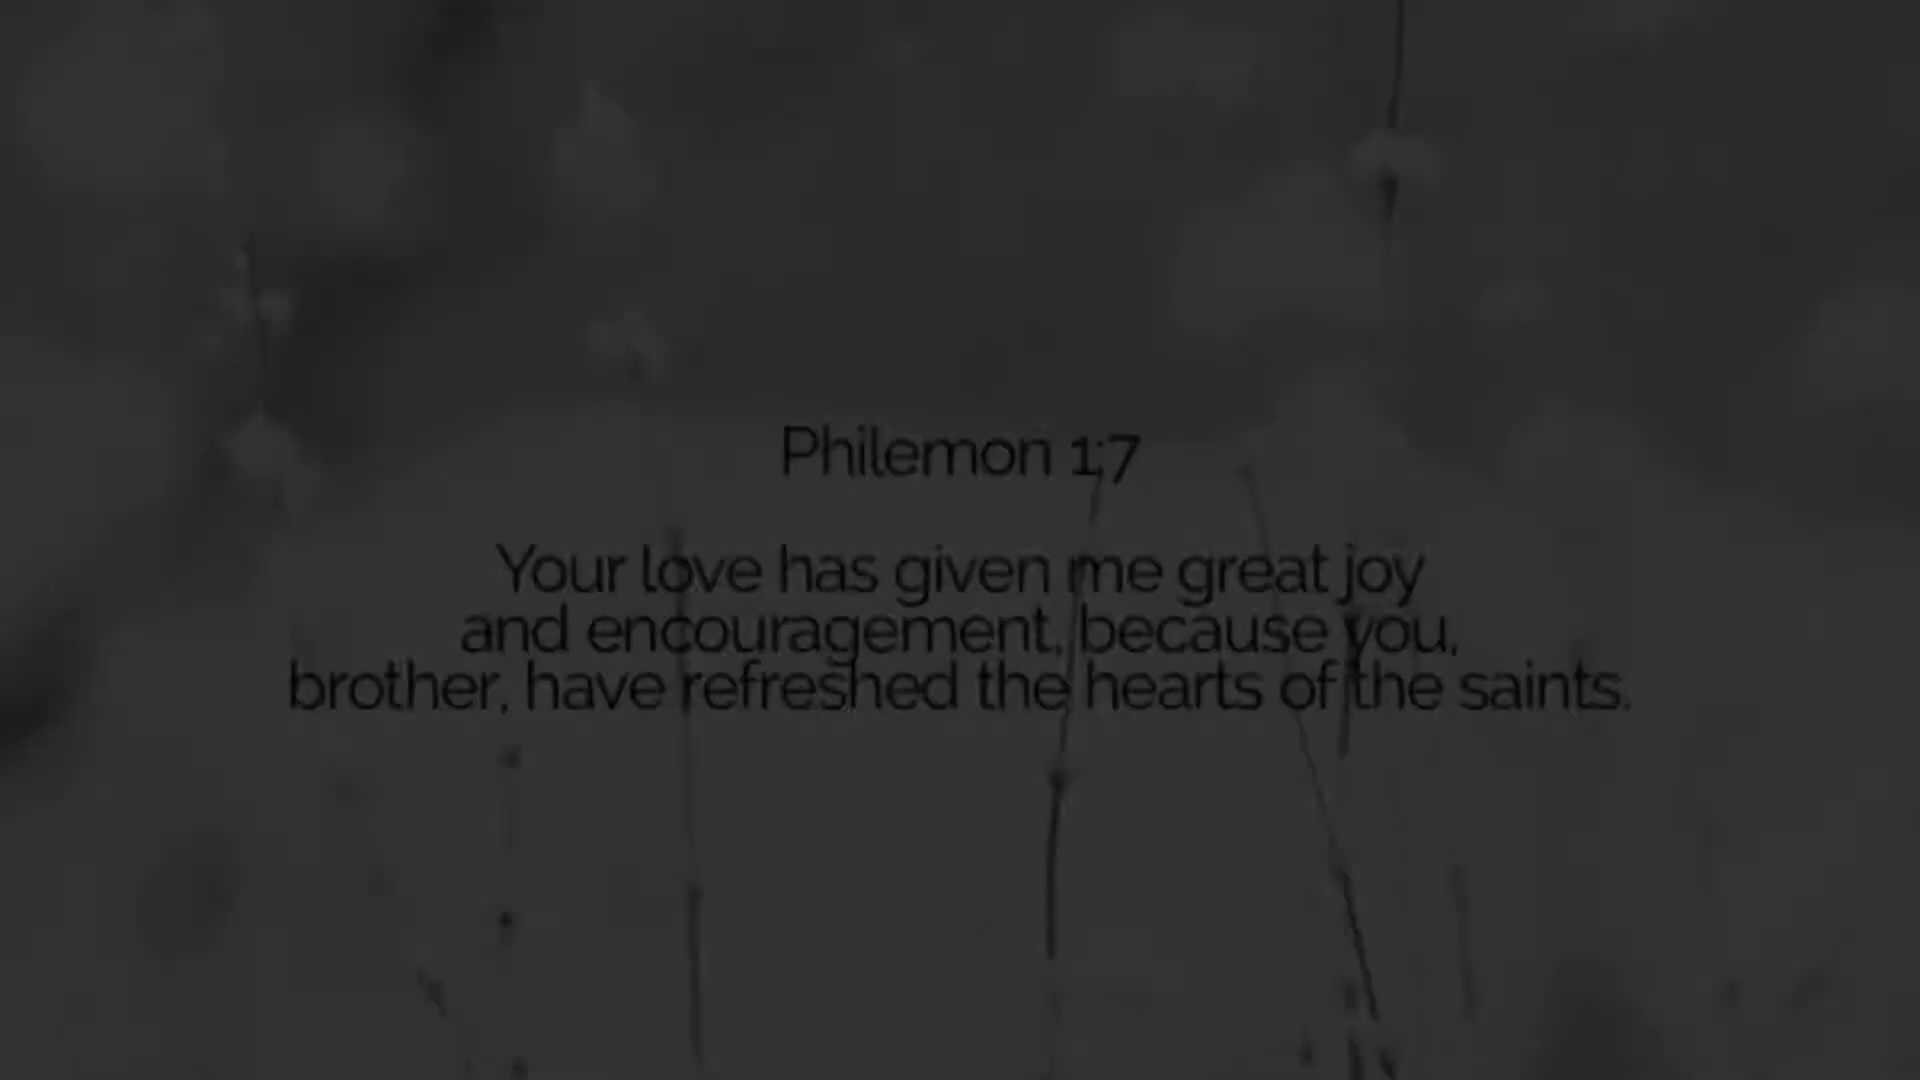 Philemon 1:7
Your love has given me great joy
and encouragement, because you,
brother, have refreshed the hearts of the saints.